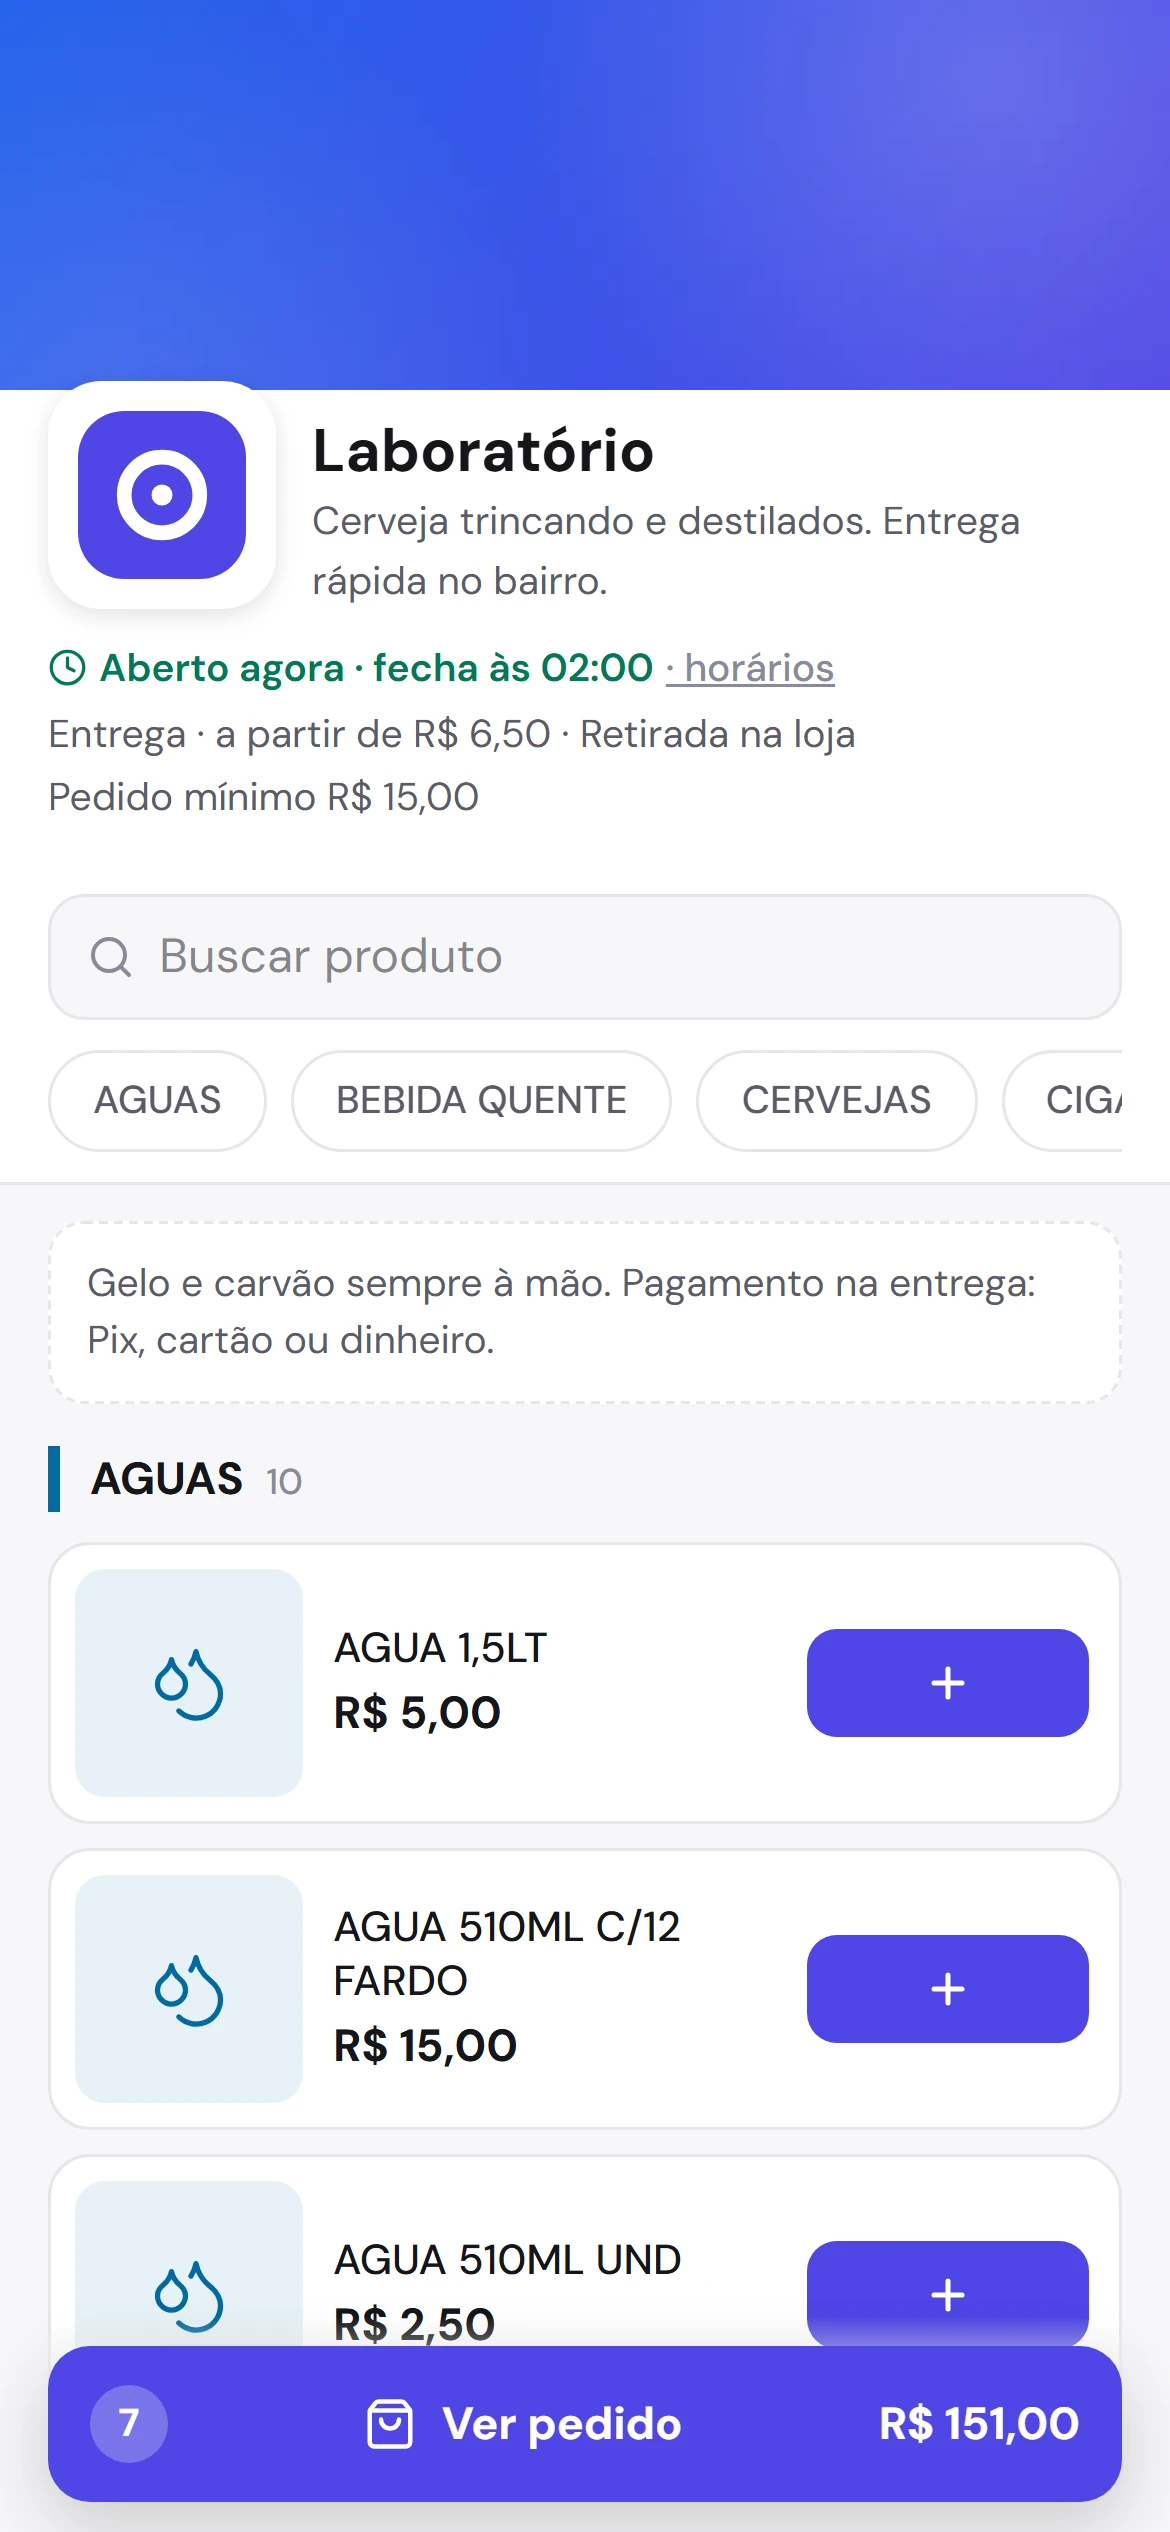 Laboratório
Cerveja trincando e destilados. Entrega
rápida no bairro.
Aberto agora · fecha às 02:00 · horários
Entrega · a partir de R$ 6,50 · Retirada na loja
Pedido mínimo R$ 15,00
Buscar produto
AGUAS BEBIDA QUENTE CERVEJAS CIGA
Gelo e carvão sempre à mão. Pagamento na entrega:
Pix, cartão ou dinheiro.
AGUAS 10
AGUA 1,5LT
R$ 5,00
+
AGUA 510ML C/12
FARDO
R$ 15,00
+
AGUA 510ML UND
R$ 2,50
+
7 Ver pedido R$ 151,00